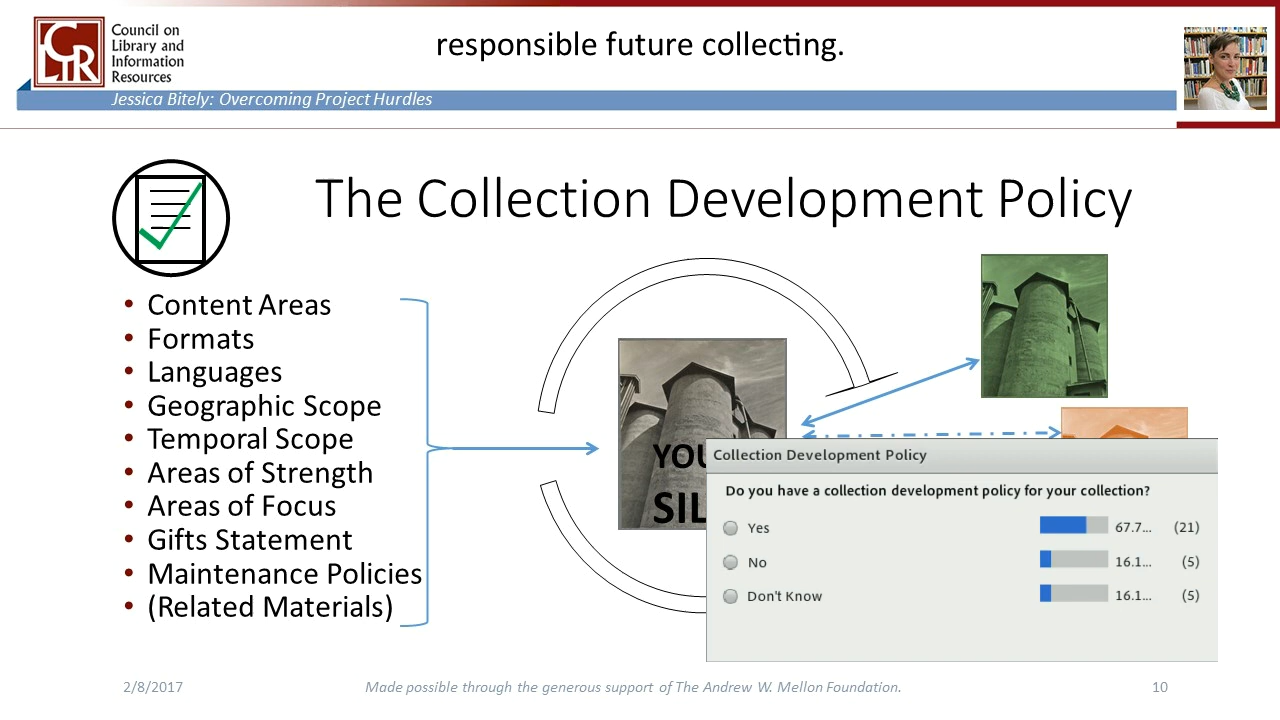 Council on
Library and
Information
Resources
CLIR
responsible future collecting.
Jessica Bitely: Overcoming Project Hurdles
The Collection Development Policy
• Content Areas
• Formats
• Languages
• Geographic Scope
• Temporal Scope
• Areas of Strength
• Areas of Focus
• Gifts Statement
• Maintenance Policies
• (Related Materials)
YOU
SIL
Collection Development Policy
Do you have a collection development policy for your collection?
Yes 67.7... (21)
No 16.1... (5)
Don't Know 16.1... (5)
2/8/2017
Made possible through the generous support of The Andrew W. Mellon Foundation.
10